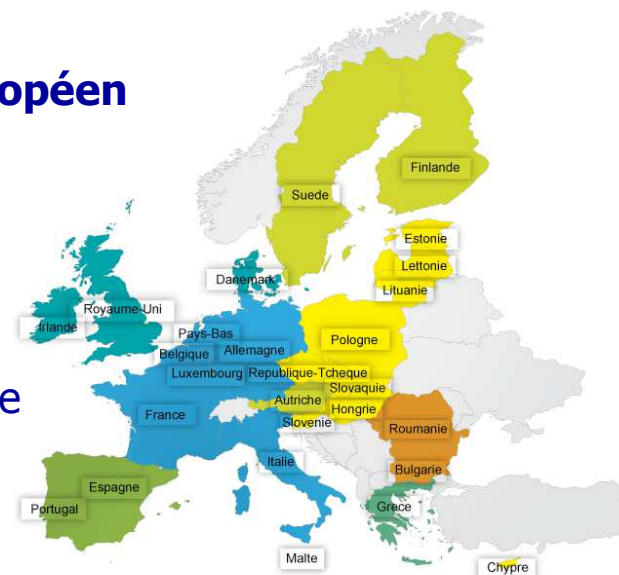 opéen
Finlande
Suede
Estonie
Lettonie
Danemark
Lituanie
Royaume-Uni
Irlande
Pays-Bas
Pologne
Belgique
Allemagne
Luxembourg
Republique-Tcheque
Slovaquie
e
Autriche
Hongrie
France
Slovenie
Roumanie
Italie
Bulgarie
Espagne
Portugal
Grece
Malte
Chypre